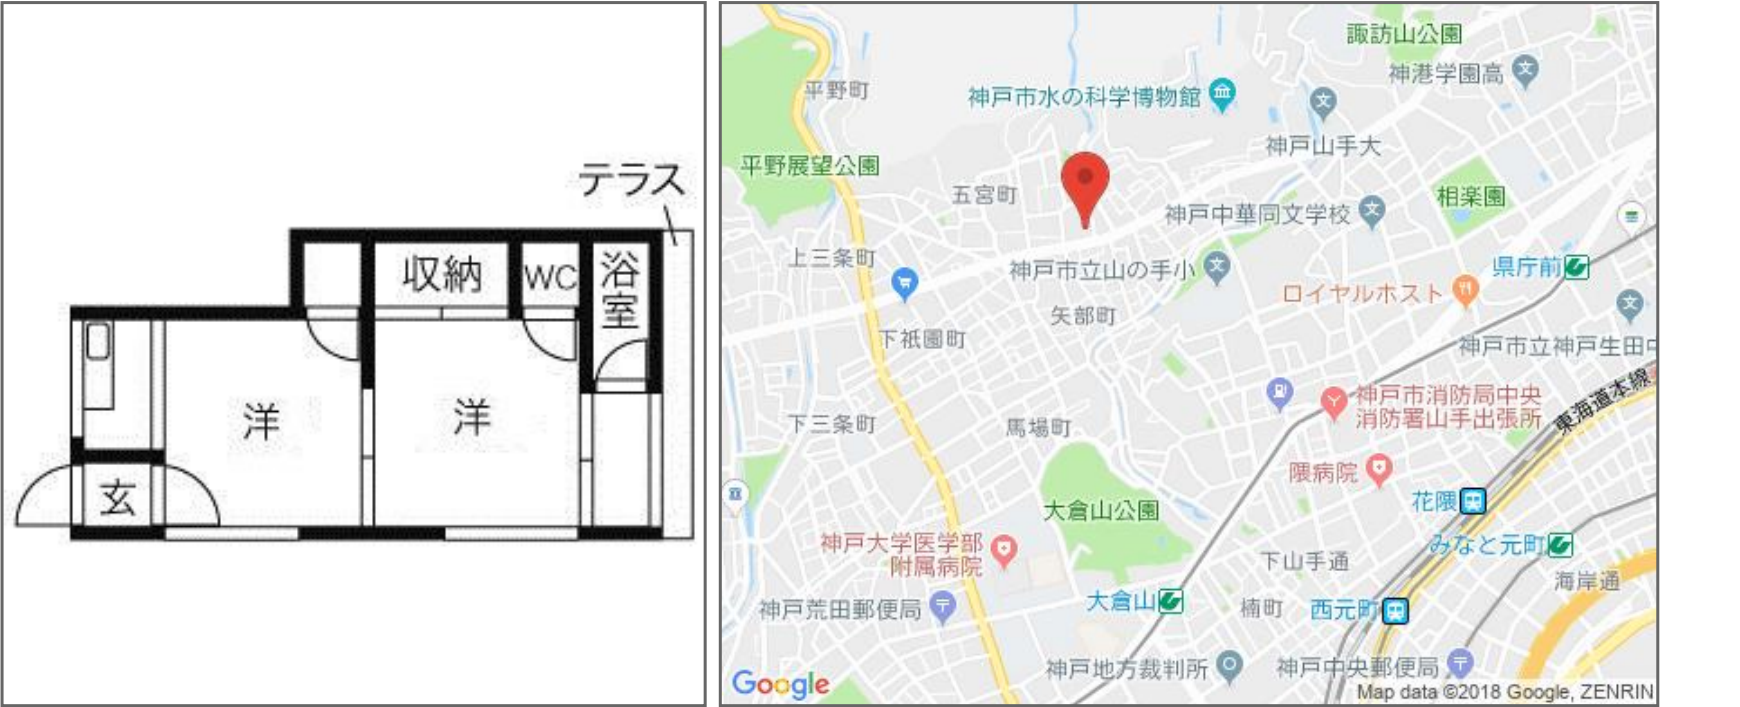 テラス
収納
WC
浴
室
洋
洋
玄
諏訪山公園
神港学園高
平野町
神戸市水の科学博物館
神戸山手大
平野展望公園
五宮町
相楽園
神戸中華同文学校
上三条町
神戸市立山の手小
県庁前
ロイヤルホスト
矢部町
下祇園町
神戸市立神戸生田中
東海道本線
神戸市消防局中央
消防署山手出張所
下三条町
馬場町
隈病院
花隈
大倉山公園
みなと元町
神戸大学医学部
附属病院
下山手通
海岸通
大倉山
楠町
西元町
神戸荒田郵便局
神戸地方裁判所
神戸中央郵便局
Google
Map data ©2018 Google, ZENRIN